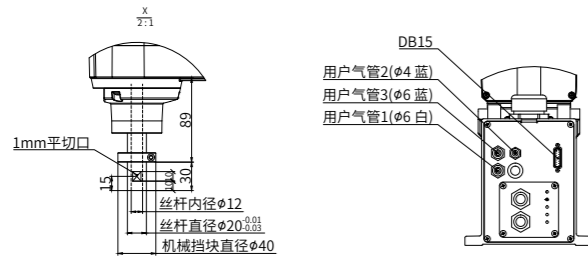 X
2:1
DB15
用户气管2(φ4 蓝)
用户气管3(φ6 蓝)
用户气管1(φ6 白)
89
1mm平切口
15
10
10
30
丝杆内径φ12
丝杆直径φ20-0.01
-0.03
机械挡块直径φ40